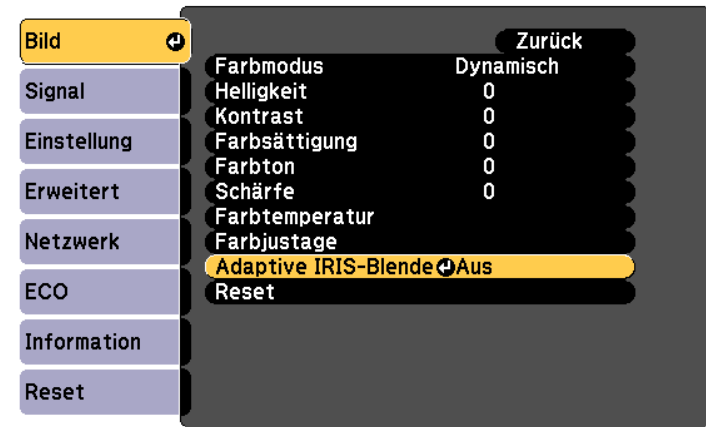 Bild
Signal
Einstellung
Erweitert
Netzwerk
ECO
Information
Reset
Zurück
Farbmodus Dynamisch
Helligkeit 0
Kontrast 0
Farbsättigung 0
Farbton 0
Schärfe 0
Farbtemperatur
Farbjustage
Adaptive IRIS-Blende Aus
Reset